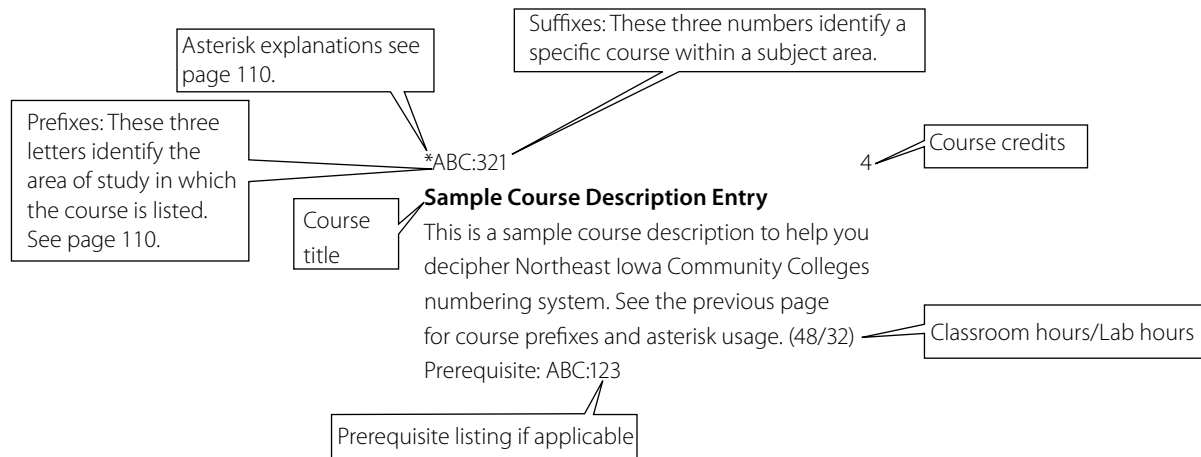 Asterisk explanations see
page 110.
Suffixes: These three numbers identify a
specific course within a subject area.
Prefixes: These three
letters identify the
area of study in which
the course is listed.
See page 110.
*ABC:321
4
Course credits
Course
title
Sample Course Description Entry
This is a sample course description to help you
decipher Northeast Iowa Community Colleges
numbering system. See the previous page
for course prefixes and asterisk usage. (48/32)
Classroom hours/Lab hours
Prerequisite: ABC:123
Prerequisite listing if applicable